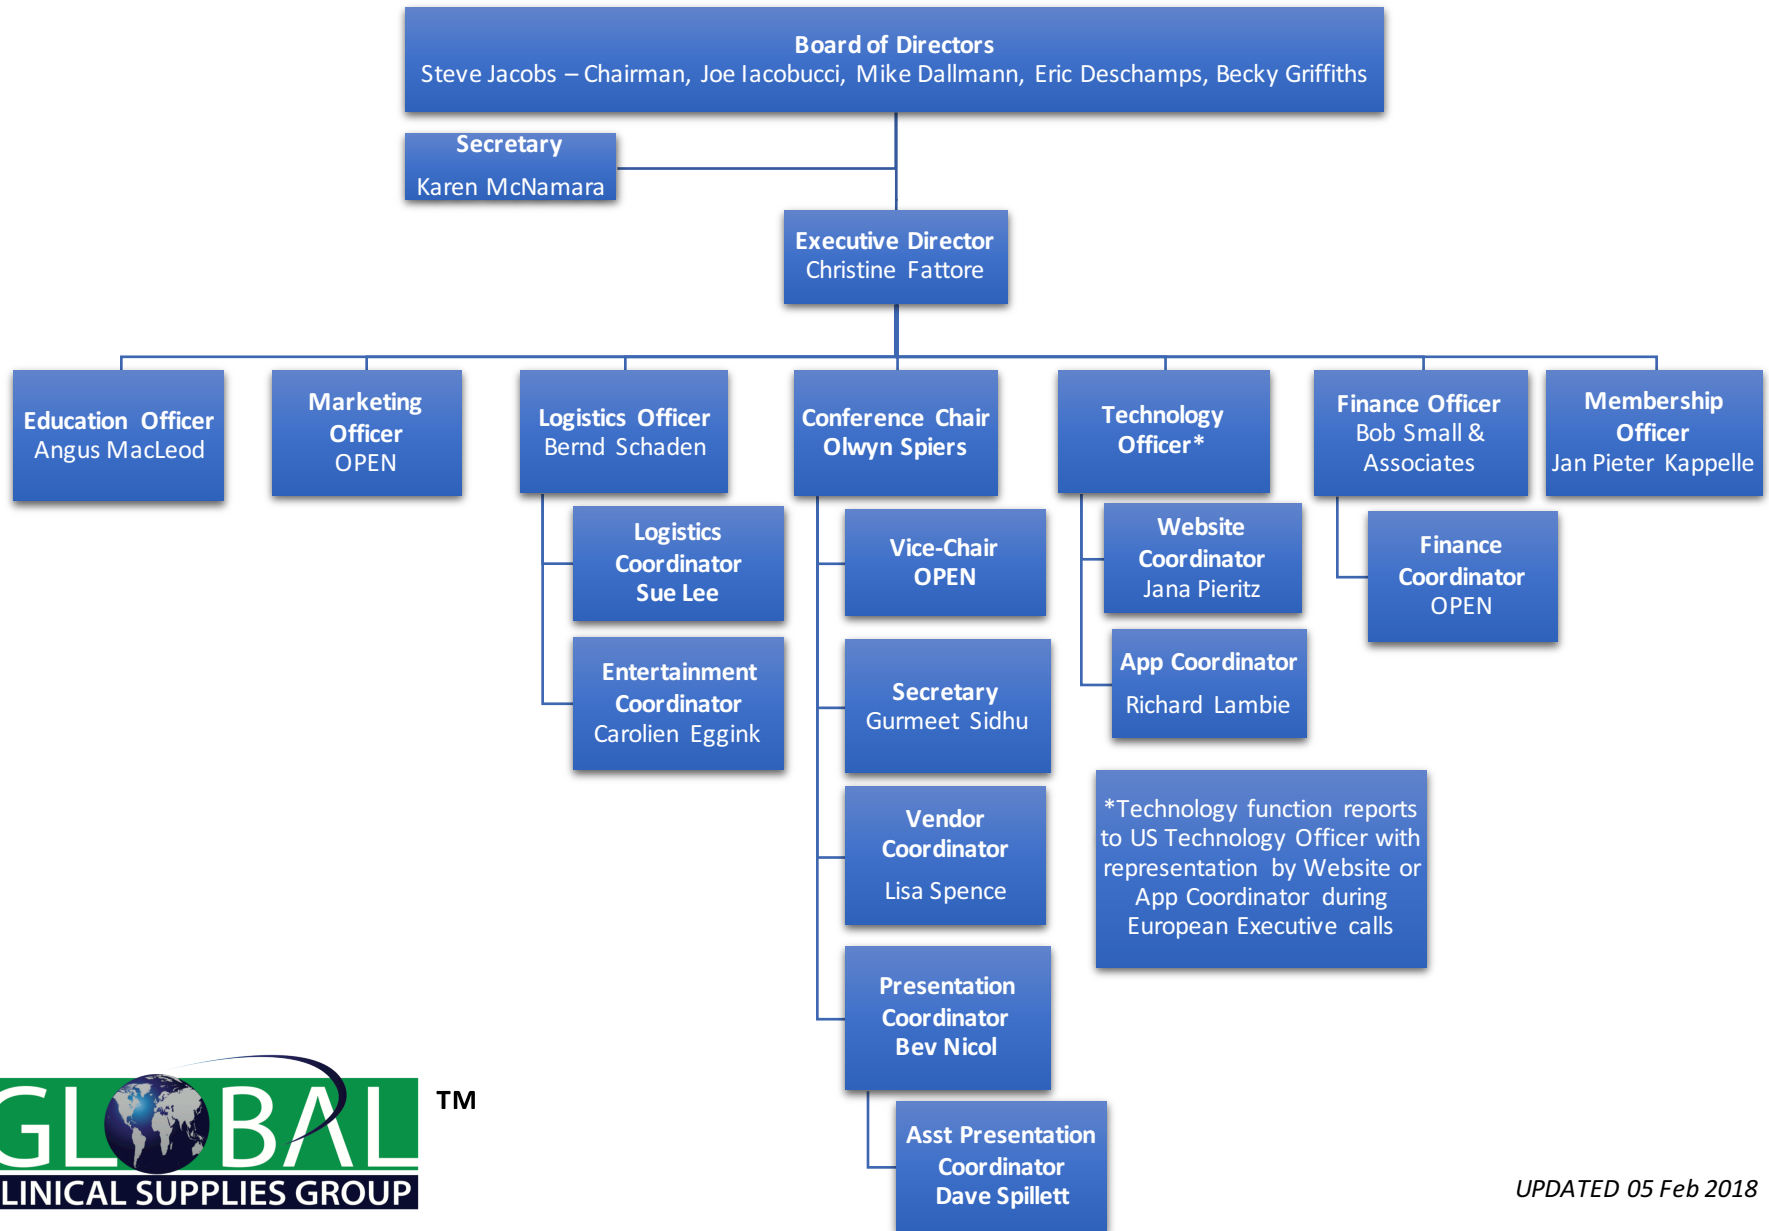 Board of Directors
Steve Jacobs – Chairman, Joe Iacobucci, Mike Dallmann, Eric Deschamps, Becky Griffiths
Secretary
Karen McNamara
Executive Director
Christine Fattore
Education Officer
Angus MacLeod
Marketing
Officer
OPEN
Logistics Officer
Bernd Schaden
Conference Chair
Olwyn Spiers
Technology
Officer*
Finance Officer
Bob Small &
Associates
Membership
Officer
Jan Pieter Kappelle
Logistics
Coordinator
Sue Lee
Entertainment
Coordinator
Carolien Eggink
Vice-Chair
OPEN
Secretary
Gurmeet Sidhu
Vendor
Coordinator
Lisa Spence
Presentation
Coordinator
Bev Nicol
Asst Presentation
Coordinator
Dave Spillett
Website
Coordinator
Jana Pieritz
App Coordinator
Richard Lambie
Finance
Coordinator
OPEN
*Technology function reports
to US Technology Officer with
representation by Website or
App Coordinator during
European Executive calls
GLOBAL
LINICAL SUPPLIES GROUP
TM
UPDATED 05 Feb 2018